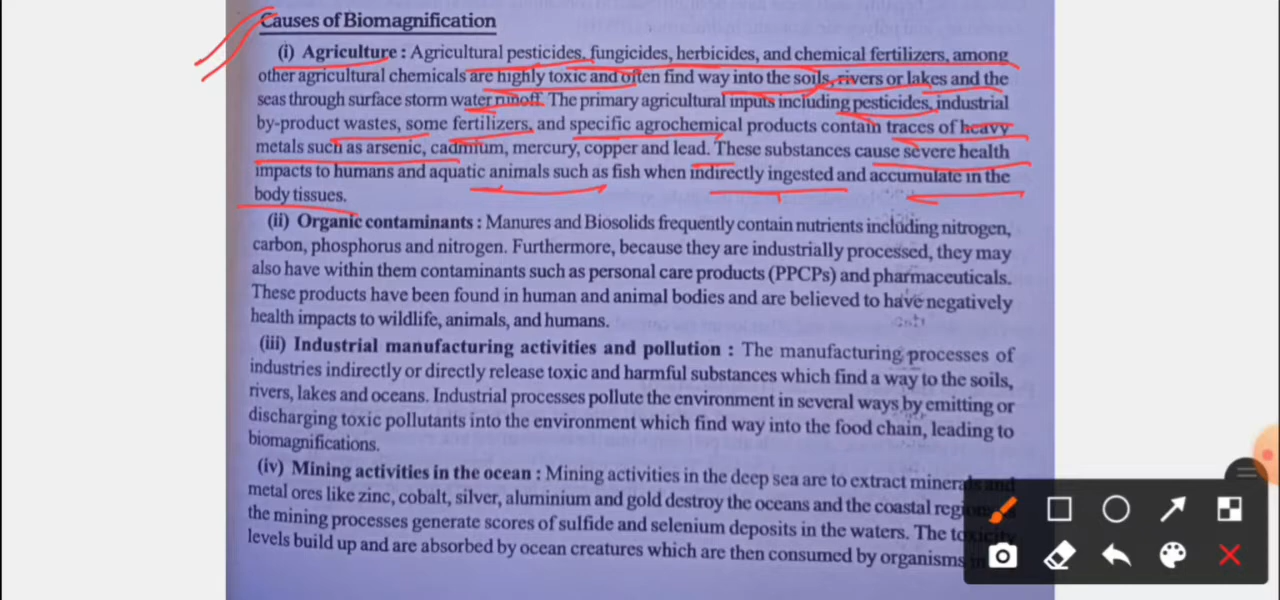 Causes of Biomagnification
(i) Agriculture : Agricultural pesticides, fungicides, herbicides, and chemical fertilizers, among
other agricultural chemicals are highly toxic and often find way into the soils, rivers or lakes and the
seas through surface storm water runoff. The primary agricultural inputs including pesticides, industrial
by-product wastes, some fertilizers, and specific agrochemical products contain traces of heavy
metals such as arsenic, cadmium, mercury, copper and lead. These substances cause severe health
impacts to humans and aquatic animals such as fish when indirectly ingested and accumulate in the
body tissues.
(ii) Organic contaminants : Manures and Biosolids frequently contain nutrients including nitrogen,
carbon, phosphorus and nitrogen. Furthermore, because they are industrially processed, they may
also have within them contaminants such as personal care products (PPCPs) and pharmaceuticals.
These products have been found in human and animal bodies and are believed to have negatively
health impacts to wildlife, animals, and humans.
(iii) Industrial manufacturing activities and pollution : The manufacturing processes of
industries indirectly or directly release toxic and harmful substances which find a way to the soils,
rivers, lakes and oceans. Industrial processes pollute the environment in several ways by emitting or
discharging toxic pollutants into the environment which find way into the food chain, leading to
biomagnifications.
(iv) Mining activities in the ocean : Mining activities in the deep sea are to extract minerals and
metal ores like zinc, cobalt, silver, aluminium and gold destroy the oceans and the coastal
the mining processes generate scores of sulfide and selenium deposits in the waters. The toxicity
levels build up and are absorbed by ocean creatures which are then consumed by organisms